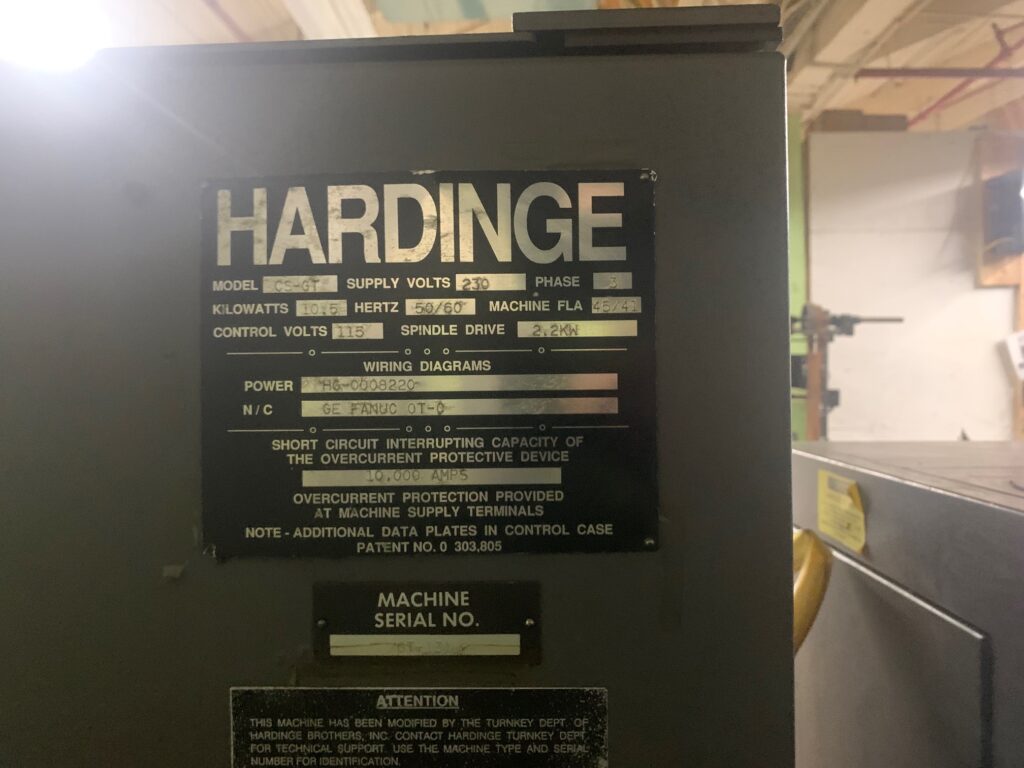 HARDINGE
MODEL CS-GT SUPPLY VOLTS 230 PHASE 3
KILOWATTS 10.5 HERTZ 50/60 MACHINE FLA 45/41
CONTROL VOLTS 115 SPINDLE DRIVE 2.2KW
WIRING DIAGRAMS
POWER HG-0008220
N/C GE FANUC 0T-C
SHORT CIRCUIT INTERRUPTING CAPACITY OF
THE OVERCURRENT PROTECTIVE DEVICE
10,000 AMPS
OVERCURRENT PROTECTION PROVIDED
AT MACHINE SUPPLY TERMINALS
NOTE - ADDITIONAL DATA PLATES IN CONTROL CASE
PATENT NO. 0 303,805
MACHINE
SERIAL NO.
ATTENTION
THIS MACHINE HAS BEEN MODIFIED BY THE TURNKEY DEPT. OF
HARDINGE BROTHERS, INC. CONTACT HARDINGE TURNKEY DEPT.
FOR TECHNICAL SUPPORT. USE THE MACHINE TYPE AND SERIAL
NUMBER FOR IDENTIFICATION.